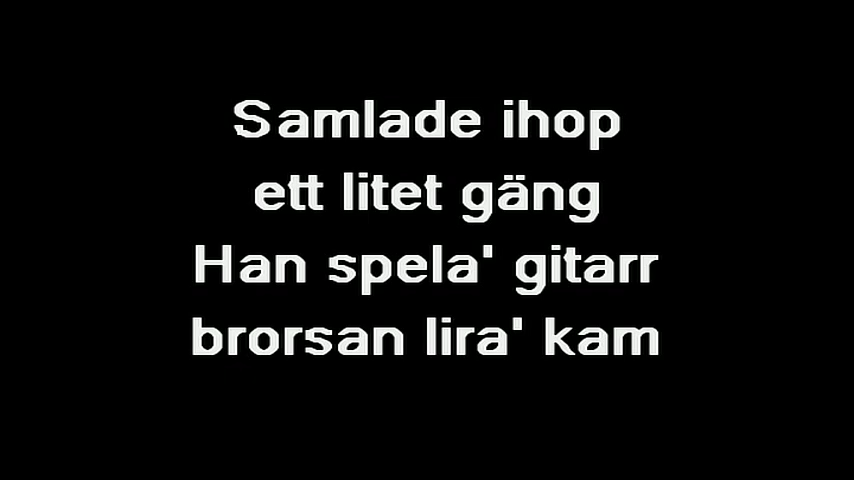 Samlade ihop
ett litet gäng
Han spela' gitarr
brorsan lira' kam